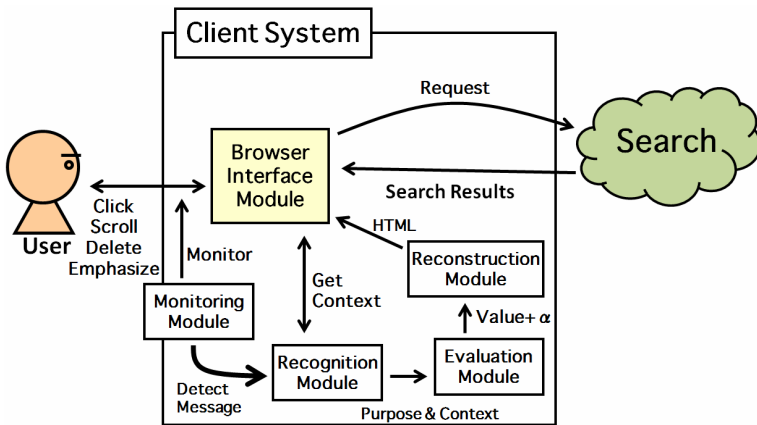 Client System
Request
Search
Browser
Interface
Module
Search Results
Click
Scroll
Delete
Emphasize
User
Monitor
HTML
Get
Context
Reconstruction
Module
Monitoring
Module
Value+ α
Recognition
Module
Evaluation
Module
Detect
Message
Purpose & Context